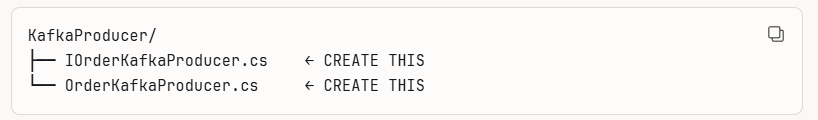 KafkaProducer/
├── IOrderKafkaProducer.cs    ← CREATE THIS
└── OrderKafkaProducer.cs     ← CREATE THIS